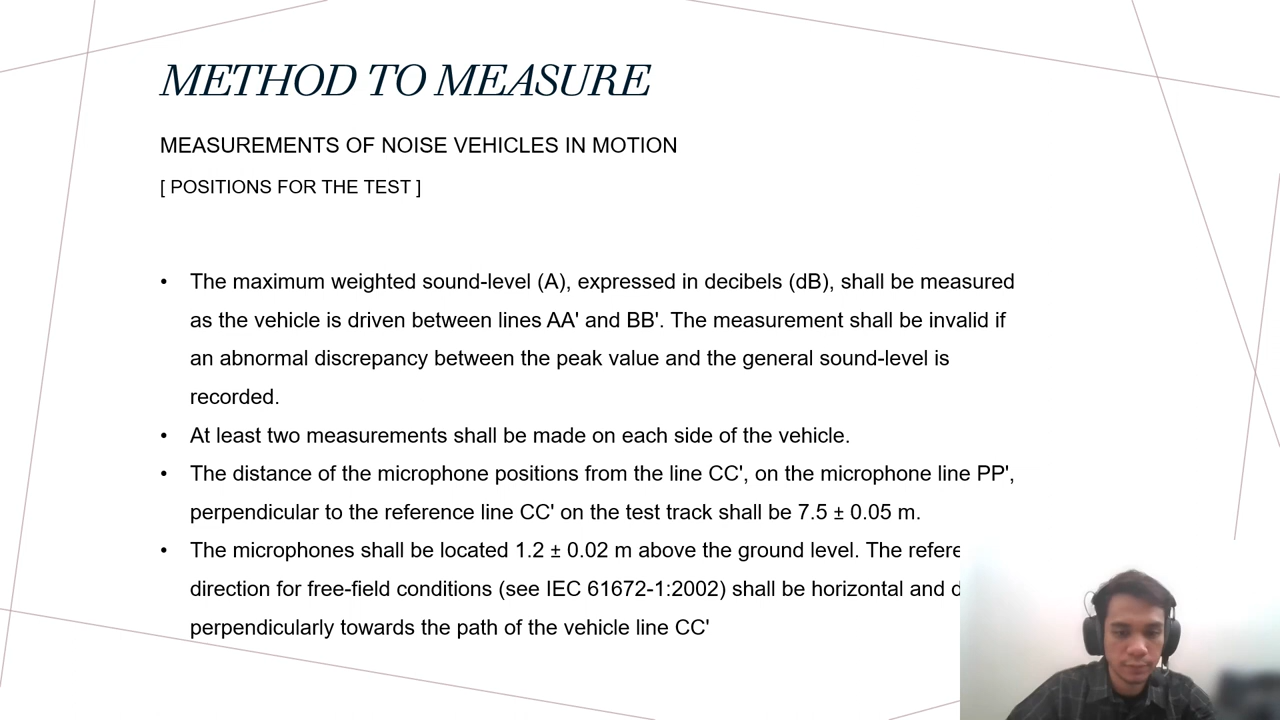 METHOD TO MEASURE
MEASUREMENTS OF NOISE VEHICLES IN MOTION
[ POSITIONS FOR THE TEST ]
• The maximum weighted sound-level (A), expressed in decibels (dB), shall be measured
as the vehicle is driven between lines AA' and BB'. The measurement shall be invalid if
an abnormal discrepancy between the peak value and the general sound-level is
recorded.
• At least two measurements shall be made on each side of the vehicle.
• The distance of the microphone positions from the line CC', on the microphone line PP',
perpendicular to the reference line CC' on the test track shall be 7.5 ± 0.05 m.
• The microphones shall be located 1.2 ± 0.02 m above the ground level. The
direction for free-field conditions (see IEC 61672-1:2002) shall be horizontal and
perpendicularly towards the path of the vehicle line CC'